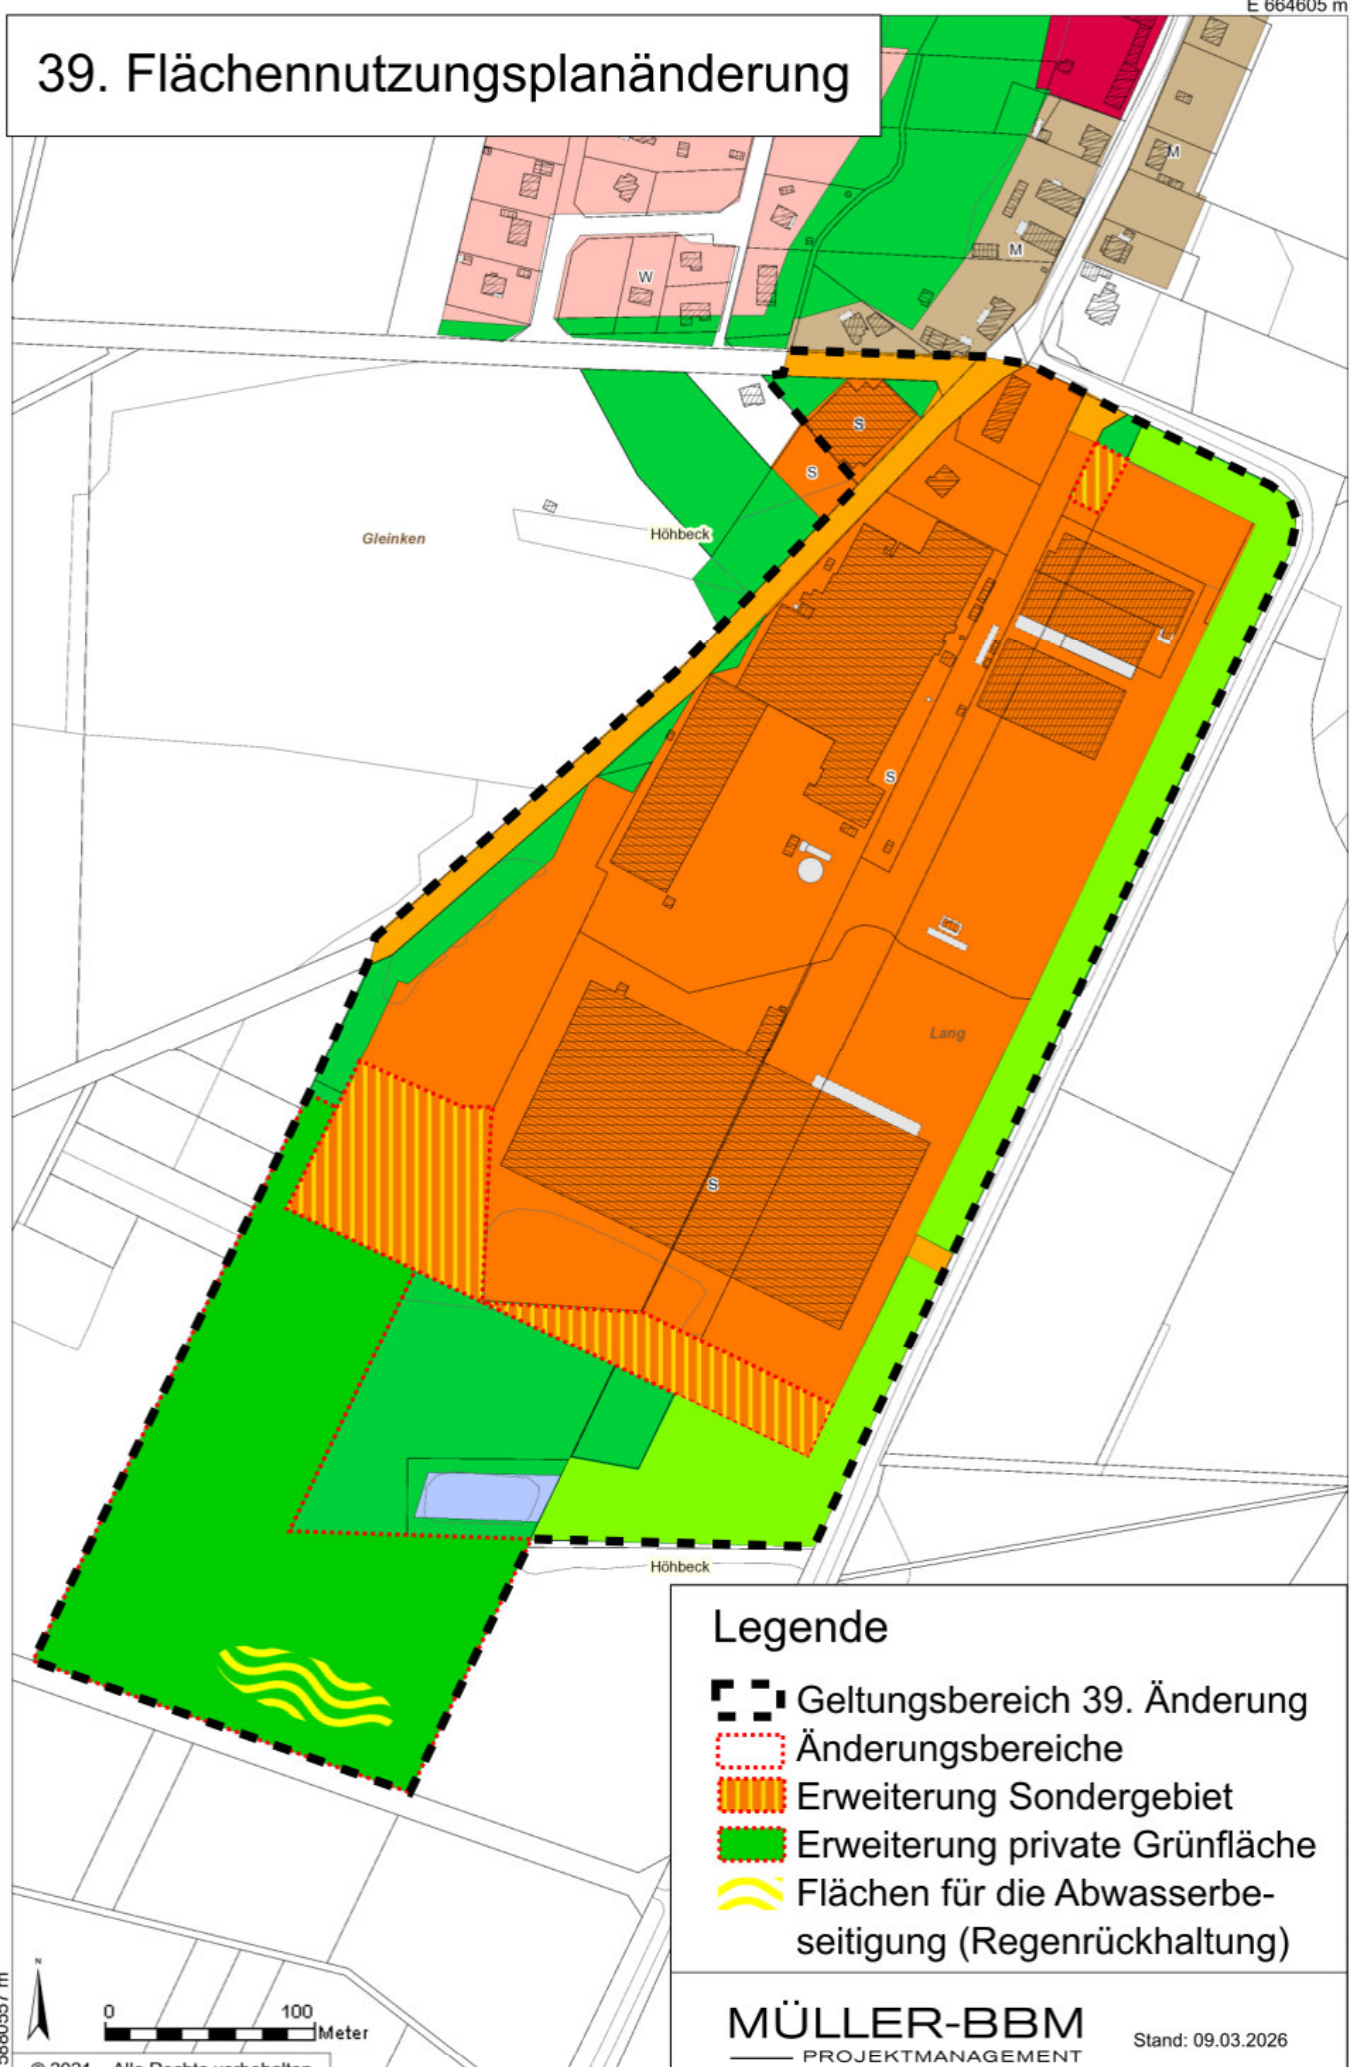 E 664605 m
39. Flächennutzungsplanänderung
M
M
W
S
S
Gleinken
Höhbeck
S
Lang
S
Höhbeck
Legende
Geltungsbereich 39. Änderung
Änderungsbereiche
Erweiterung Sondergebiet
Erweiterung private Grünfläche
Flächen für die Abwasserbe-
seitigung (Regenrückhaltung)
N
0 100
Meter
MÜLLER-BBM
PROJEKTMANAGEMENT
Stand: 09.03.2026